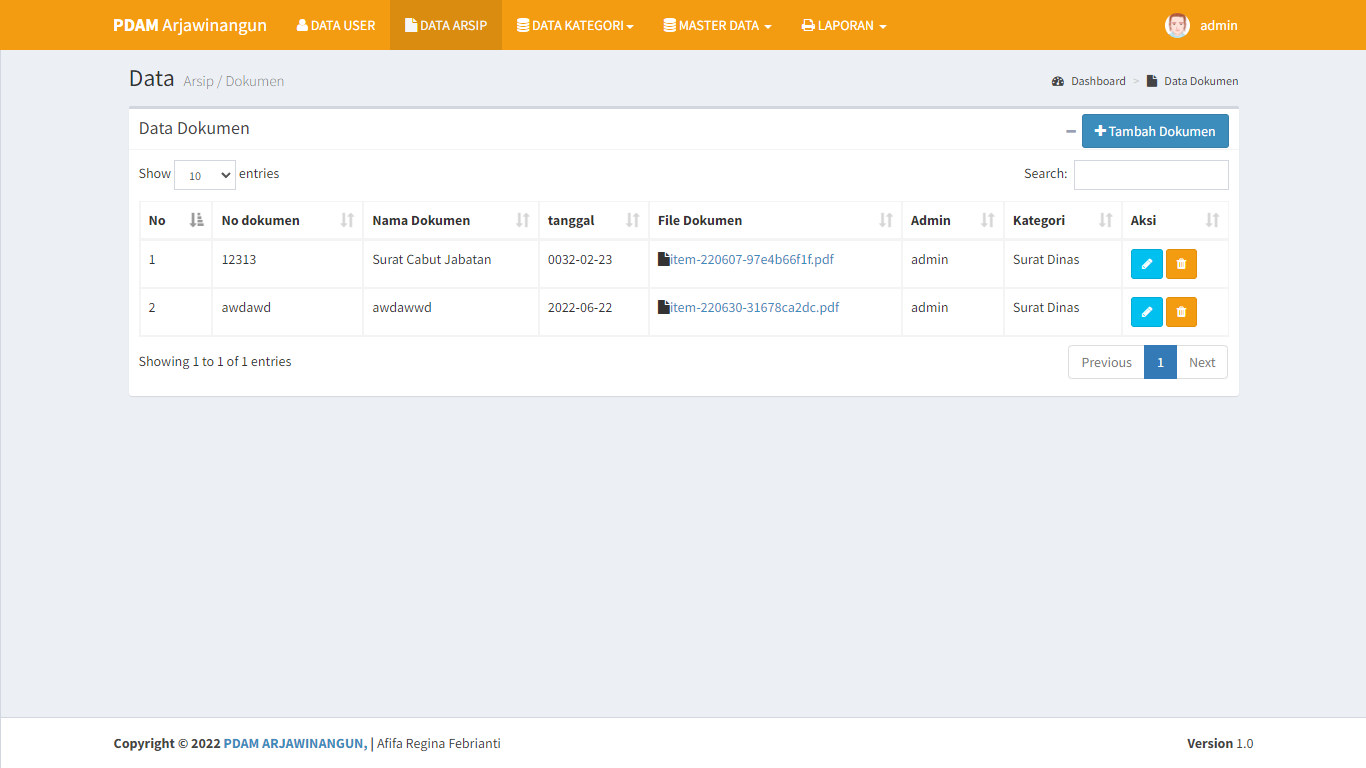 PDAM Arjawinangun DATA USER DATA ARSIP DATA KATEGORI MASTER DATA LAPORAN admin
Data Arsip / Dokumen Dashboard > Data Dokumen
Data Dokumen Tambah Dokumen
Show 10 entries Search:
No No dokumen Nama Dokumen tanggal File Dokumen Admin Kategori Aksi
1 12313 Surat Cabut Jabatan 0032-02-23 item-220607-97e4b66f1f.pdf admin Surat Dinas
2 awdawd awdawwd 2022-06-22 item-220630-31678ca2dc.pdf admin Surat Dinas
Showing 1 to 1 of 1 entries Previous 1 Next
Copyright © 2022 PDAM ARJAWINANGUN, | Afifa Regina Febrianti Version 1.0